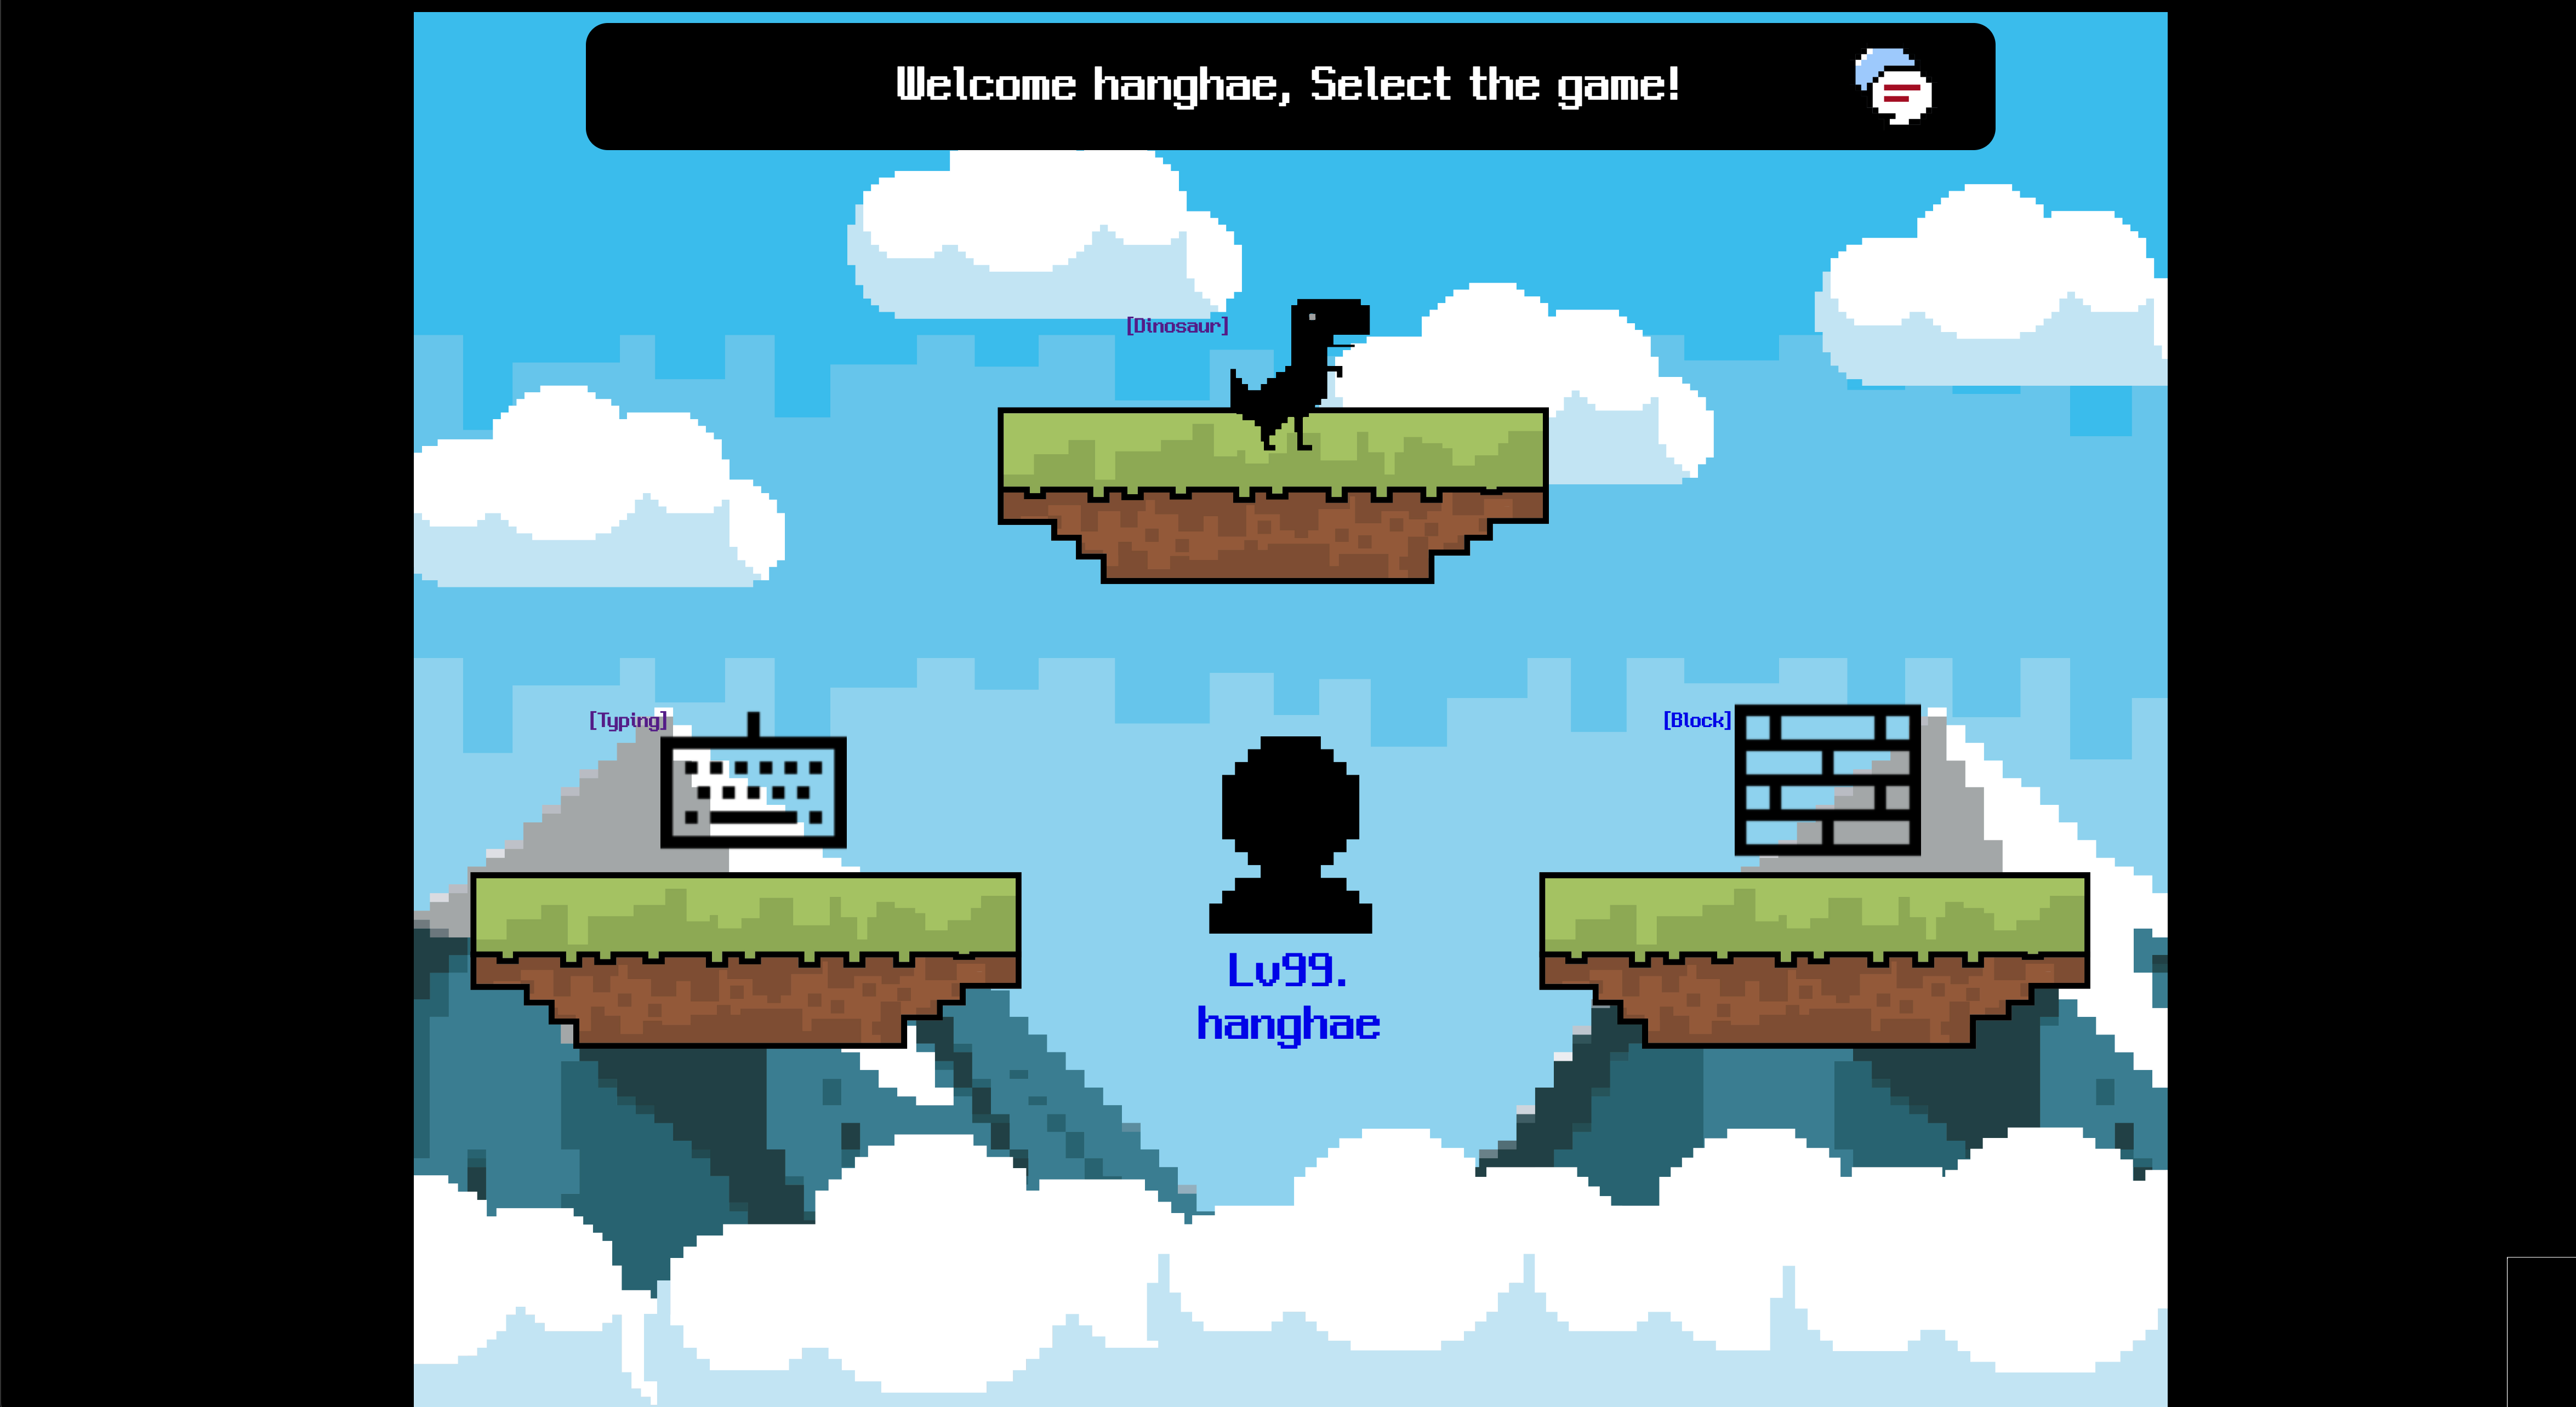 Welcome hanghae, Select the game!
[Dinosaur]
[Typing]
[Block]
Lv99.
hanghae